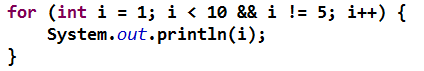 for (int i = 1; i < 10 && i != 5; i++) {
    System.out.println(i);
}